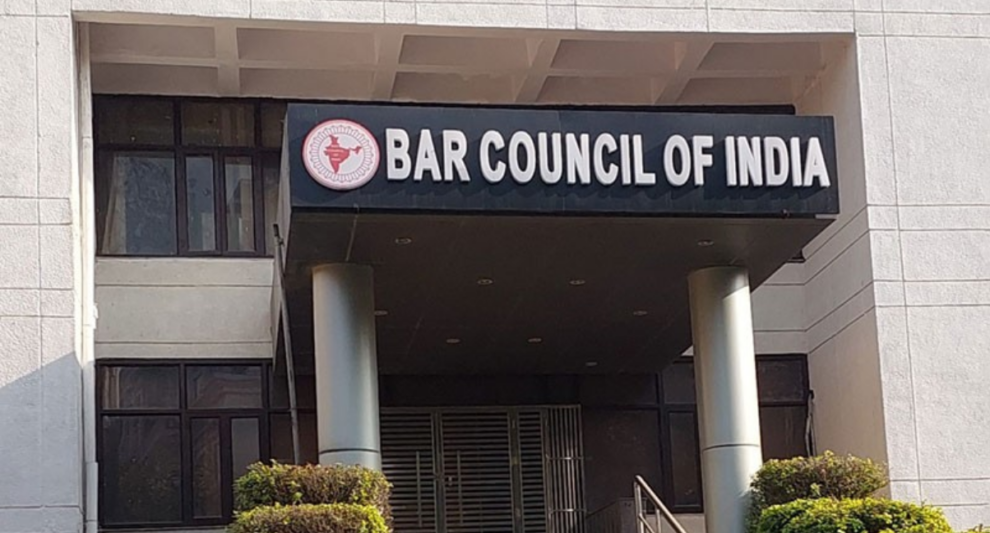 BAR COUNCIL OF INDIA